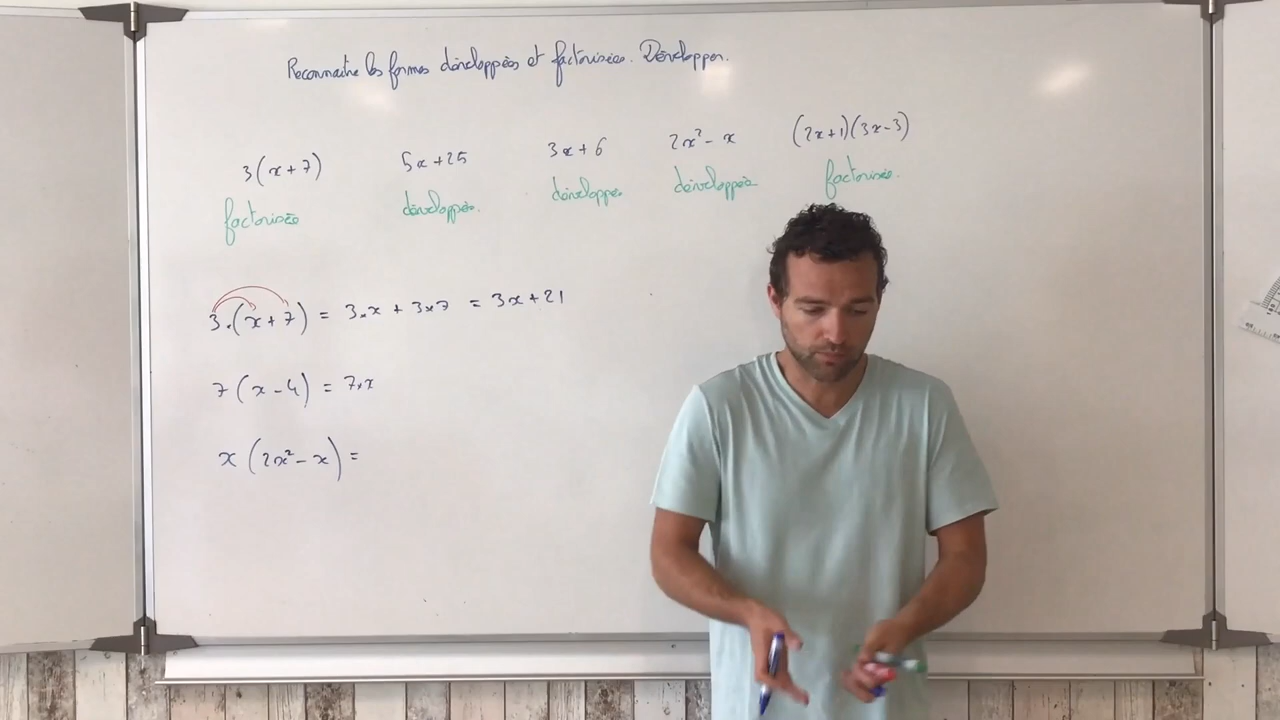 Reconnaitre les formes développées et factorisées. Développer.
3(x+7) 5x+25 3x+6 2x²-x (2x+1)(3x-3)
factorisée développée. développée développée factorisée.
3.(x+7) = 3.x + 3×7 = 3x+21
7(x-4) = 7.x
x(2x²-x) =